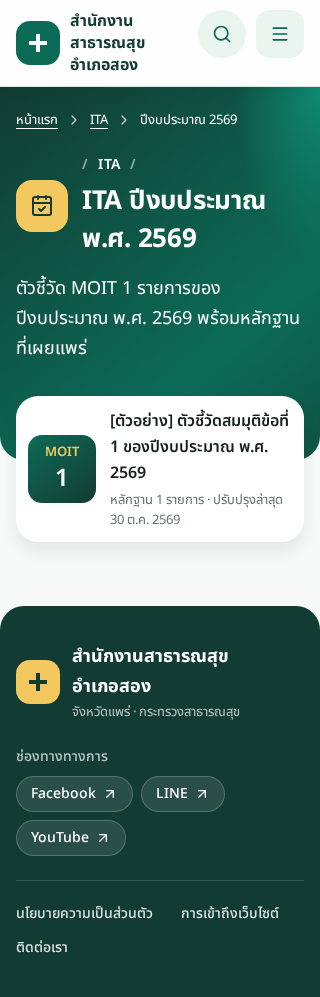 สำนักงาน
สาธารณสุข
อำเภอสอง
หน้าแรก
ITA
ปีงบประมาณ 2569
/ ITA /
ITA ปีงบประมาณ
พ.ศ. 2569
ตัวชี้วัด MOIT 1 รายการของ
ปีงบประมาณ พ.ศ. 2569 พร้อมหลักฐาน
ที่เผยแพร่
MOIT
1
[ตัวอย่าง] ตัวชี้วัดสมมุติข้อที่
1 ของปีงบประมาณ พ.ศ.
2569
หลักฐาน 1 รายการ · ปรับปรุงล่าสุด
30 ต.ค. 2569
สำนักงานสาธารณสุข
อำเภอสอง
จังหวัดแพร่ · กระทรวงสาธารณสุข
ช่องทางทางการ
Facebook
LINE
YouTube
นโยบายความเป็นส่วนตัว
การเข้าถึงเว็บไซต์
ติดต่อเรา